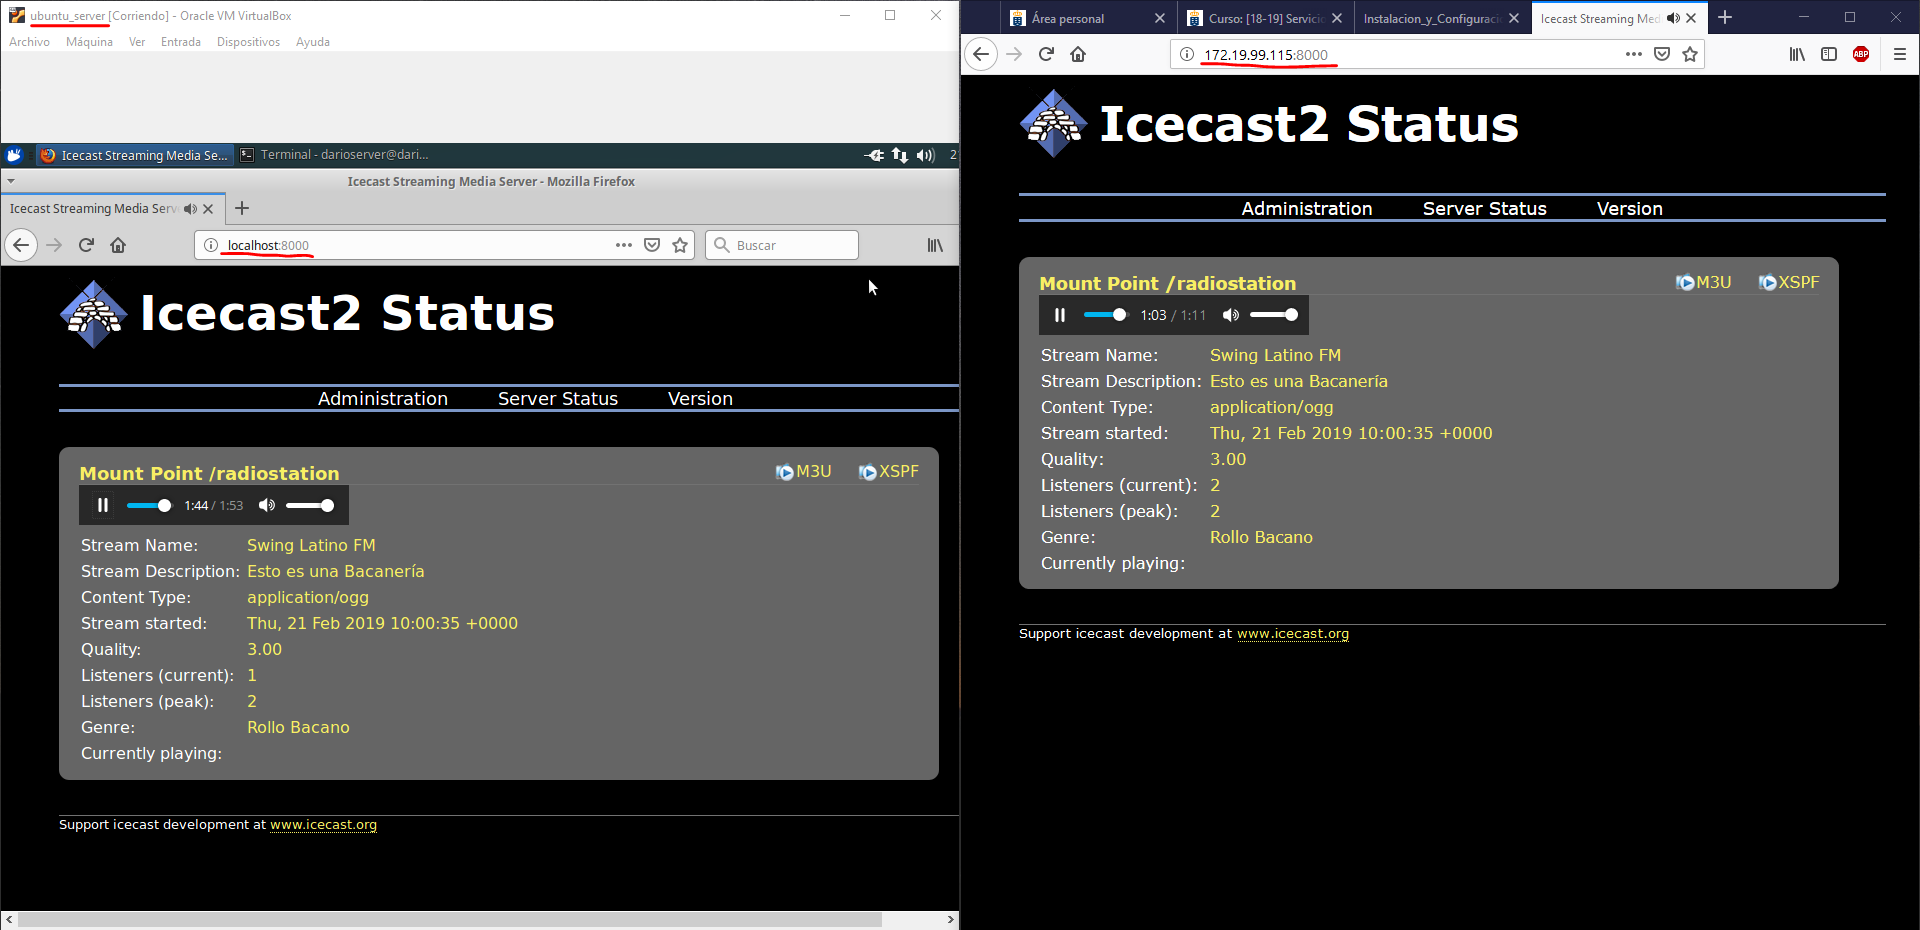 ubuntu_server [Corriendo] - Oracle VM VirtualBox
Archivo Máquina Ver Entrada Dispositivos Ayuda
Icecast Streaming Media Se... Terminal - darioserver@dari... 2
Icecast Streaming Media Server - Mozilla Firefox
Icecast Streaming Media Serv
localhost:8000 Buscar
Icecast2 Status
Administration Server Status Version
Mount Point /radiostation M3U XSPF
1:44 / 1:53
Stream Name: Swing Latino FM
Stream Description: Esto es una Bacanería
Content Type: application/ogg
Stream started: Thu, 21 Feb 2019 10:00:35 +0000
Quality: 3.00
Listeners (current): 1
Listeners (peak): 2
Genre: Rollo Bacano
Currently playing:
Support icecast development at www.icecast.org
Área personal Curso: [18-19] Servicio Instalacion_y_Configuraci Icecast Streaming Med
172.19.99.115:8000 ABP
Icecast2 Status
Administration Server Status Version
Mount Point /radiostation M3U XSPF
1:03 / 1:11
Stream Name: Swing Latino FM
Stream Description: Esto es una Bacanería
Content Type: application/ogg
Stream started: Thu, 21 Feb 2019 10:00:35 +0000
Quality: 3.00
Listeners (current): 2
Listeners (peak): 2
Genre: Rollo Bacano
Currently playing:
Support icecast development at www.icecast.org